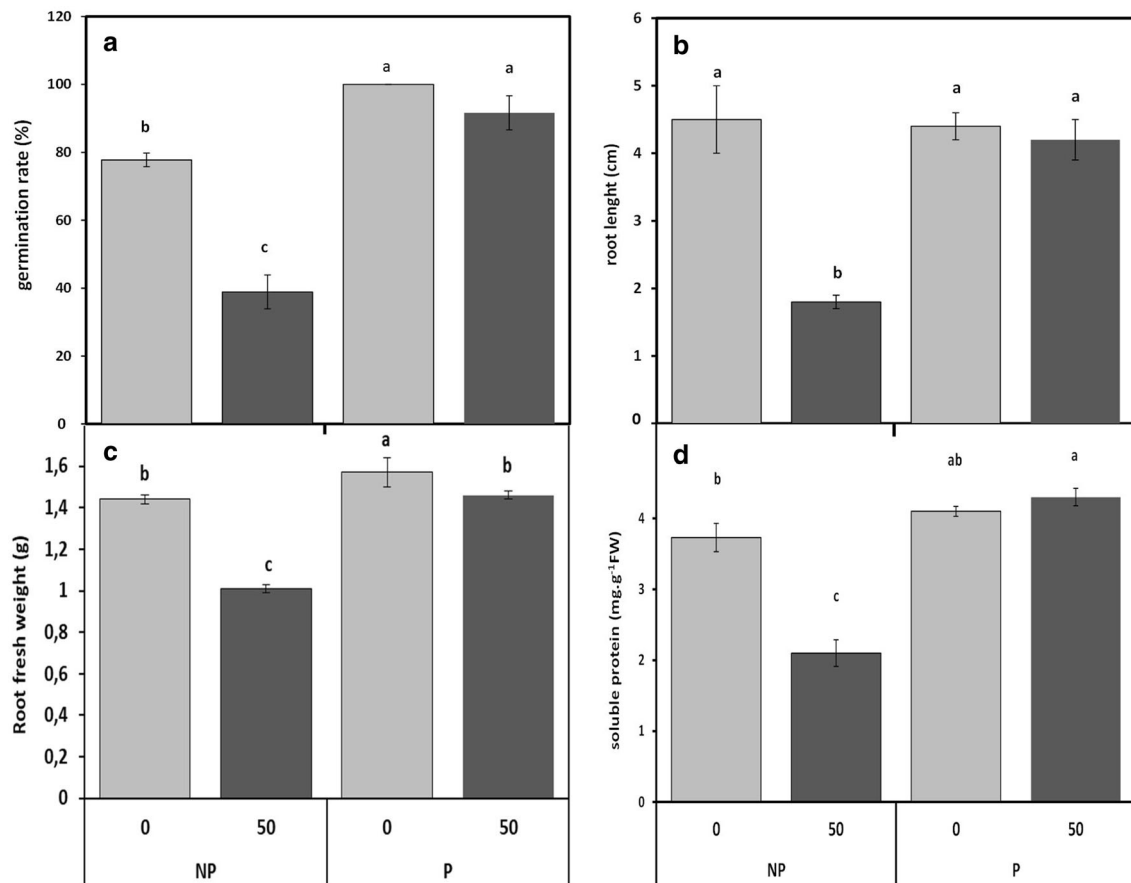 a
germination rate (%)
120
100
80
60
40
20
0
b
c
a
a
b
root lenght (cm)
6
5
4
3
2
1
0
a
b
a
a
c
Root fresh weight (g)
1,6
1,4
1,2
1
0,8
0,6
0,4
0,2
0
b
c
a
b
0 50 0 50
NP P
d
soluble protein (mg.g⁻¹FW)
4
3
2
1
0
b
c
ab
a
0 50 0 50
NP P